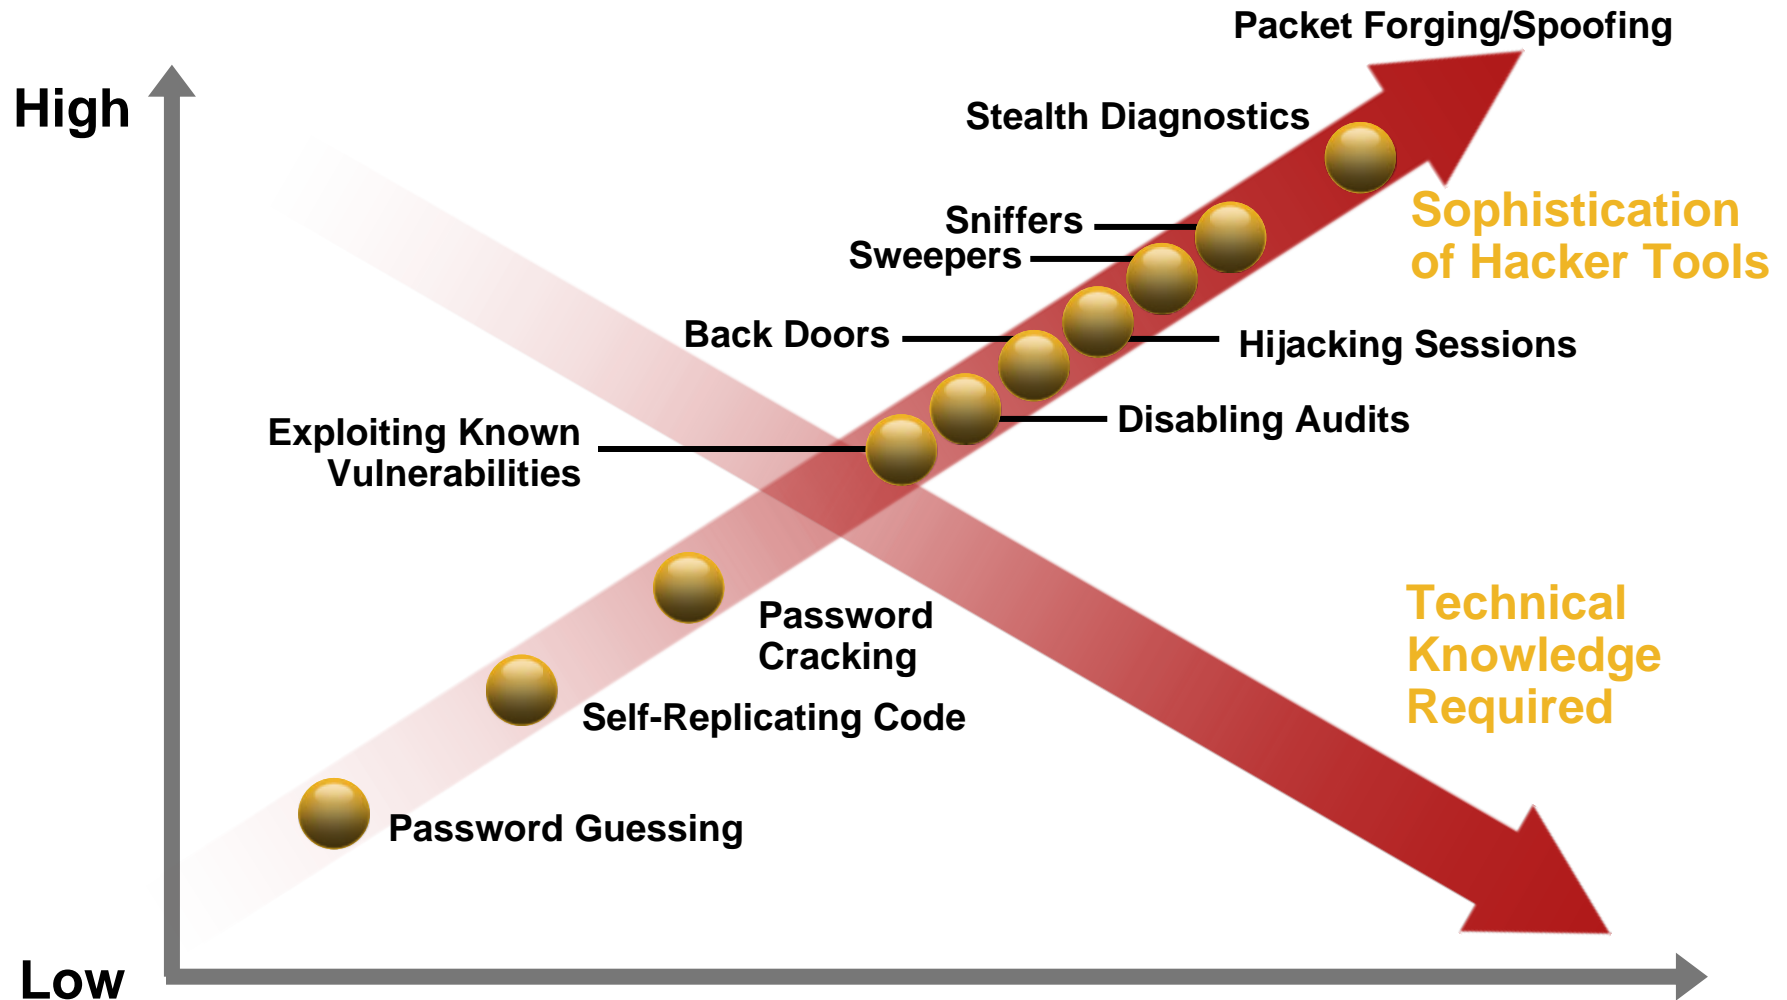 Packet Forging/Spoofing
High
Stealth Diagnostics
Sophistication
of Hacker Tools
Sniffers
Sweepers
Back Doors
Hijacking Sessions
Disabling Audits
Exploiting Known
Vulnerabilities
Password
Cracking
Technical
Knowledge
Required
Self-Replicating Code
Password Guessing
Low